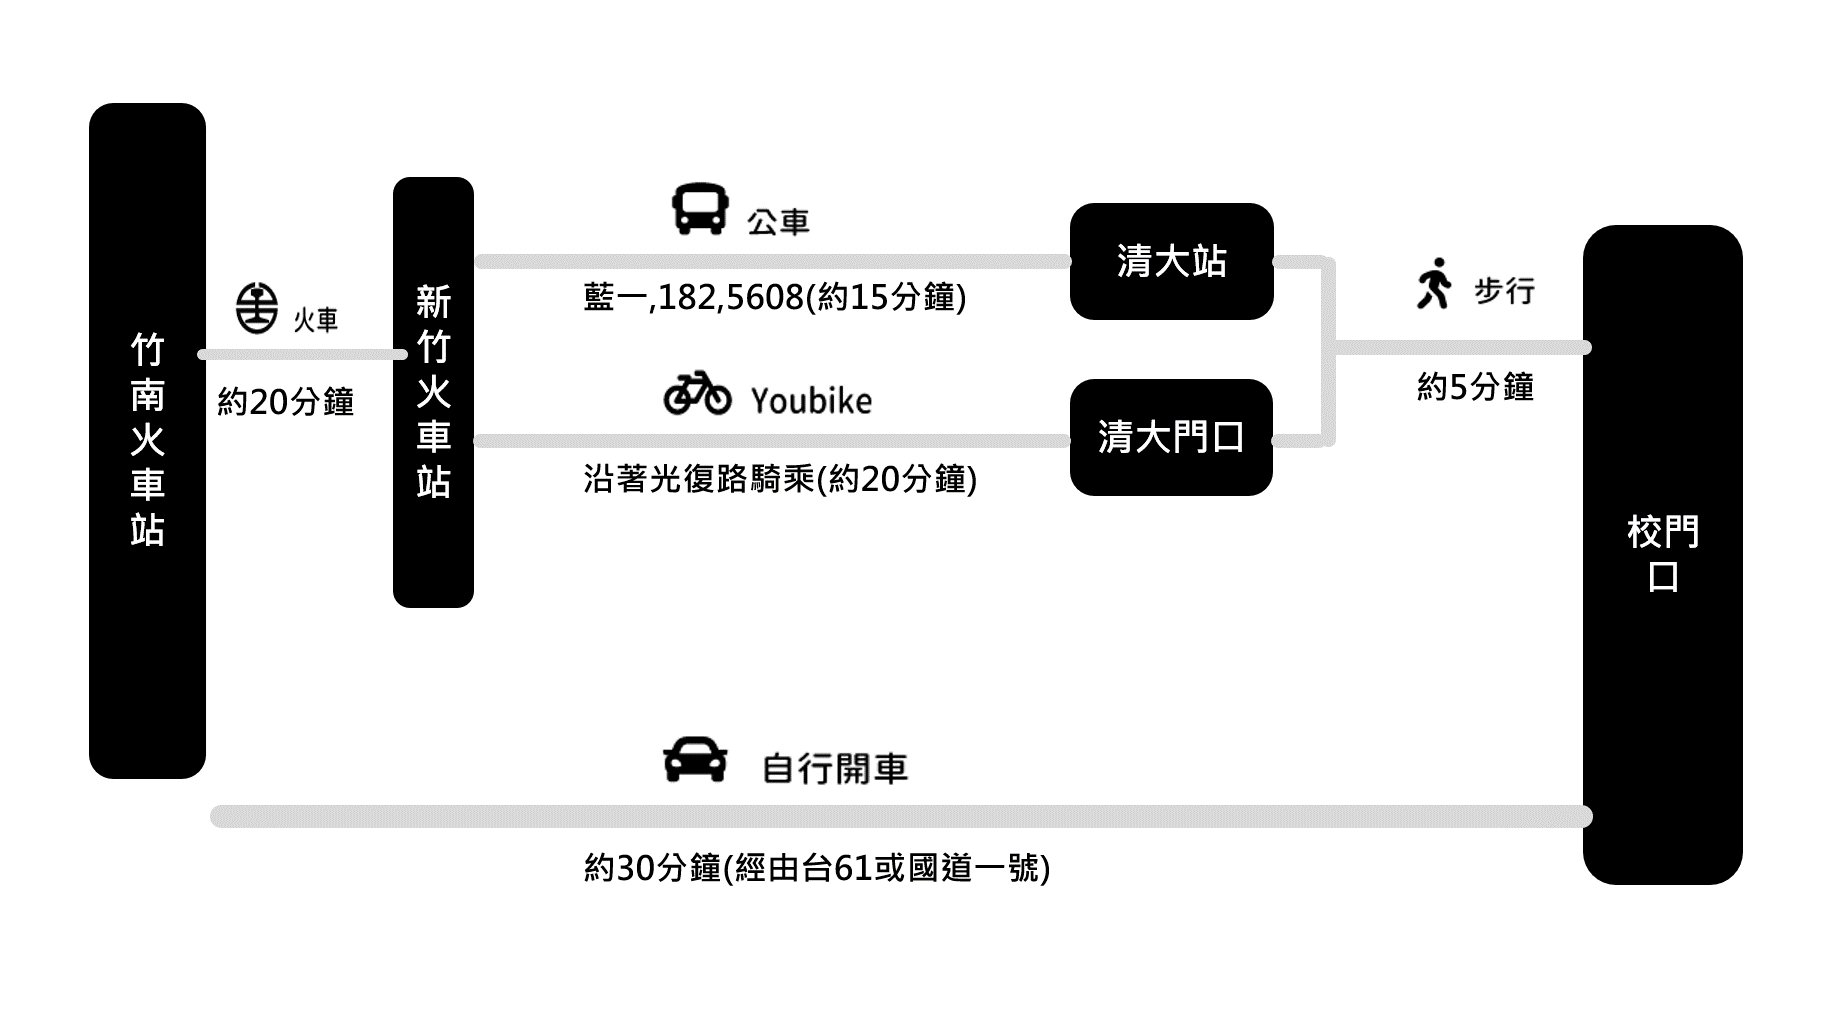 竹南火車站
火車
約20分鐘
新竹火車站
公車
藍一,182,5608(約15分鐘)
清大站
Youbike
沿著光復路騎乘(約20分鐘)
清大門口
步行
約5分鐘
校門
口
自行開車
約30分鐘(經由台61或國道一號)